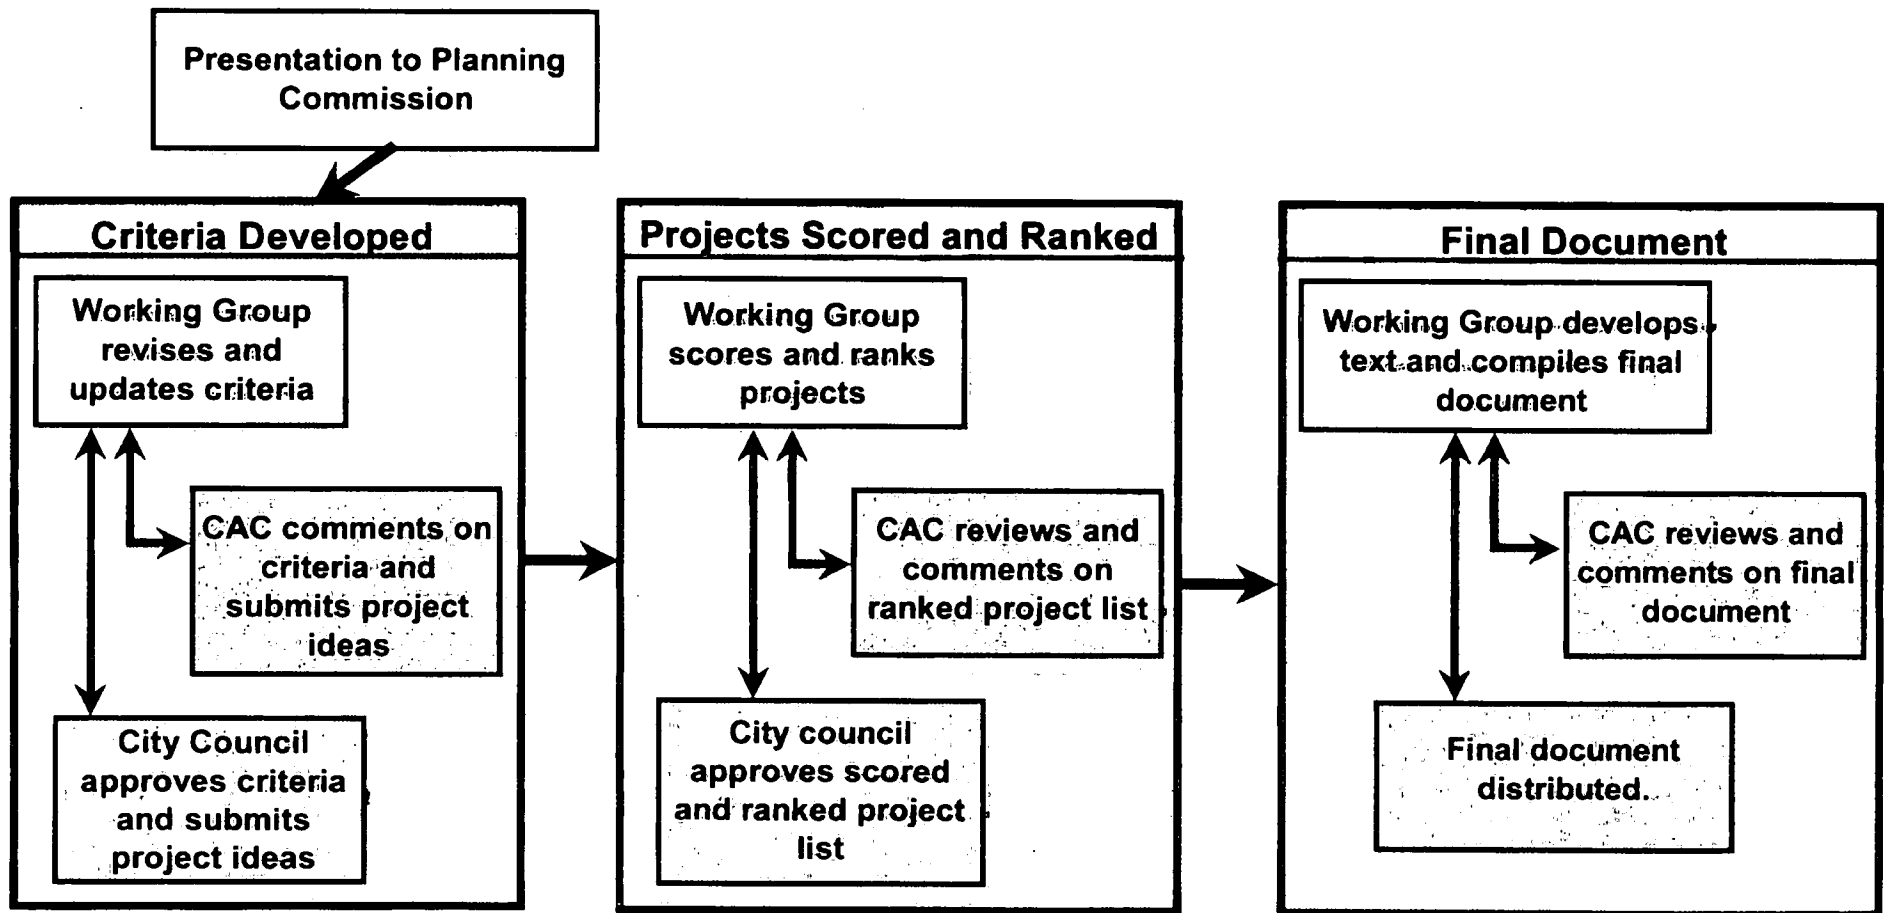 Presentation to Planning
Commission
Criteria Developed
Working Group
revises and
updates criteria
CAC comments on
criteria and
submits project
ideas
City Council
approves criteria
and submits
project ideas
Projects Scored and Ranked
Working Group
scores and ranks
projects
CAC reviews and
comments on
ranked project list
City council
approves scored
and ranked project
list
Final Document
Working Group develops
text and compiles final
document
CAC reviews and
comments on final
document
Final document
distributed.